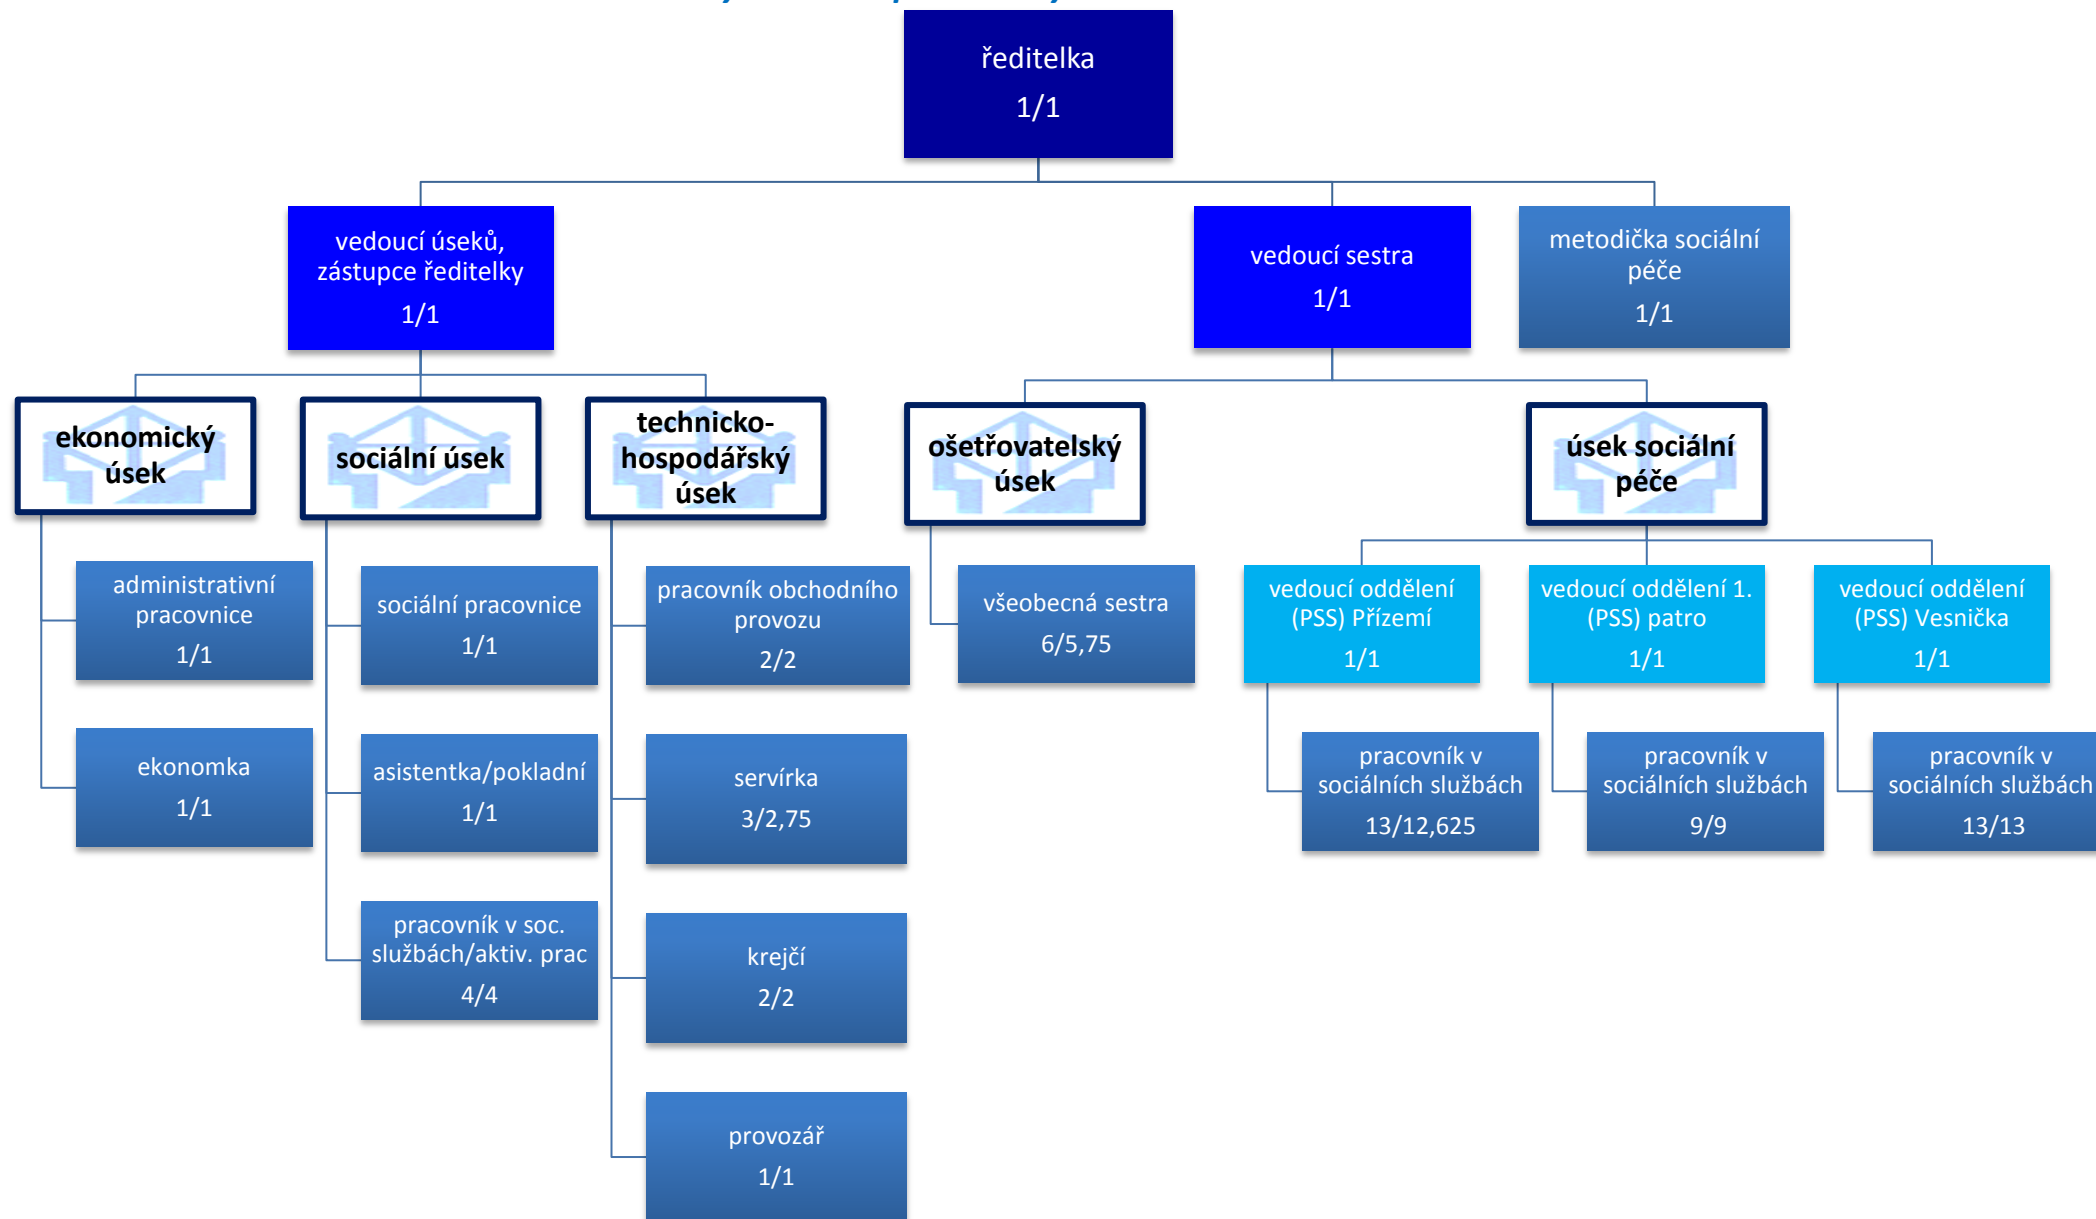 ředitelka
1/1
vedoucí úseků,
zástupce ředitelky
1/1
vedoucí sestra
1/1
metodička sociální
péče
1/1
ekonomický
úsek
sociální úsek
technicko-
hospodářský
úsek
ošetřovatelský
úsek
úsek sociální
péče
administrativní
pracovnice
1/1
ekonomka
1/1
sociální pracovnice
1/1
asistentka/pokladní
1/1
pracovník v soc.
službách/aktiv. prac
4/4
pracovník obchodního
provozu
2/2
servírka
3/2,75
krejčí
2/2
provozář
1/1
všeobecná sestra
6/5,75
vedoucí oddělení
(PSS) Přízemí
1/1
pracovník v
sociálních službách
13/12,625
vedoucí oddělení 1.
(PSS) patro
1/1
pracovník v
sociálních službách
9/9
vedoucí oddělení
(PSS) Vesnička
1/1
pracovník v
sociálních službách
13/13